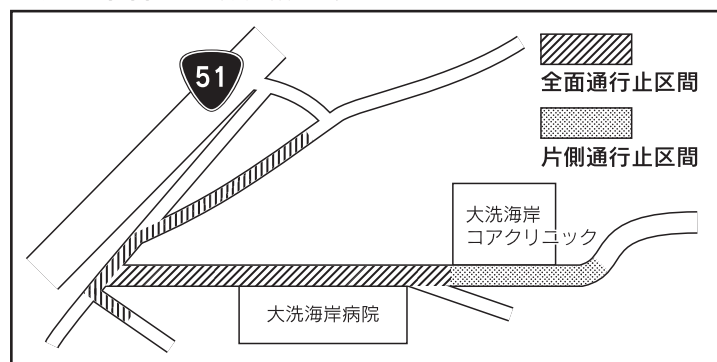 51
全面通行止区間
片側通行止区間
大洗海岸
コアクリニック
大洗海岸病院